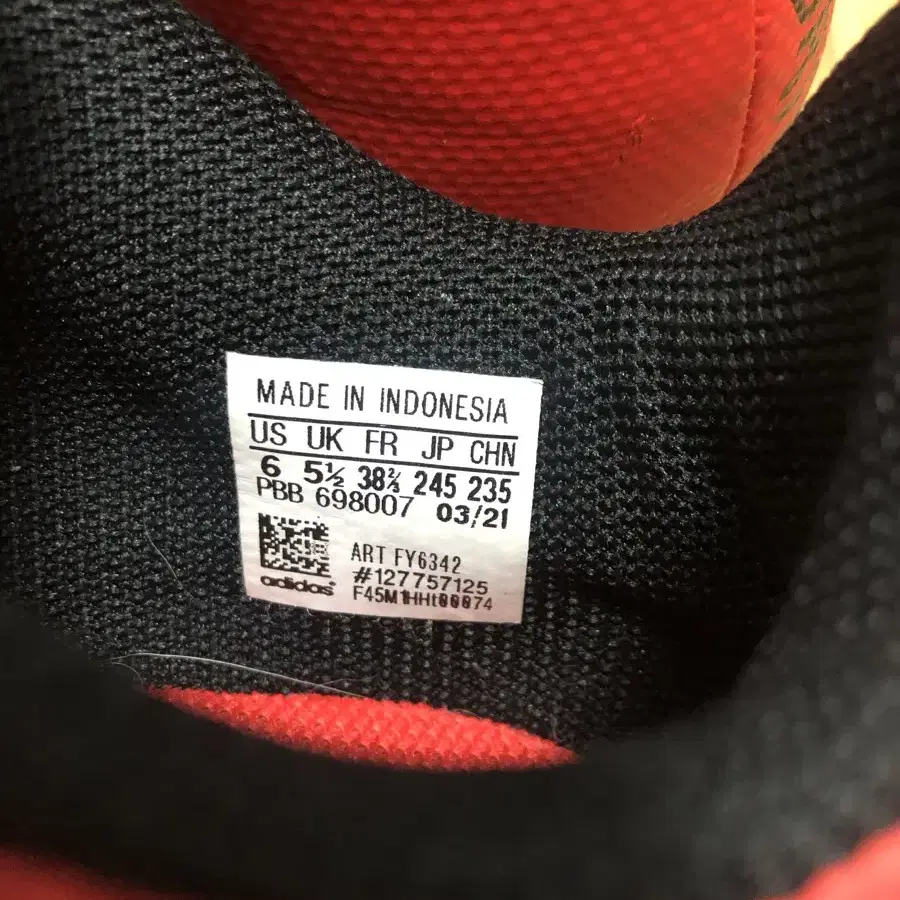 MADE IN INDONESIA
US UK FR JP CHN
6 5½ 38⅔ 245 235
PBB 698007 03/21
ART FY6342
#127757125
adidas